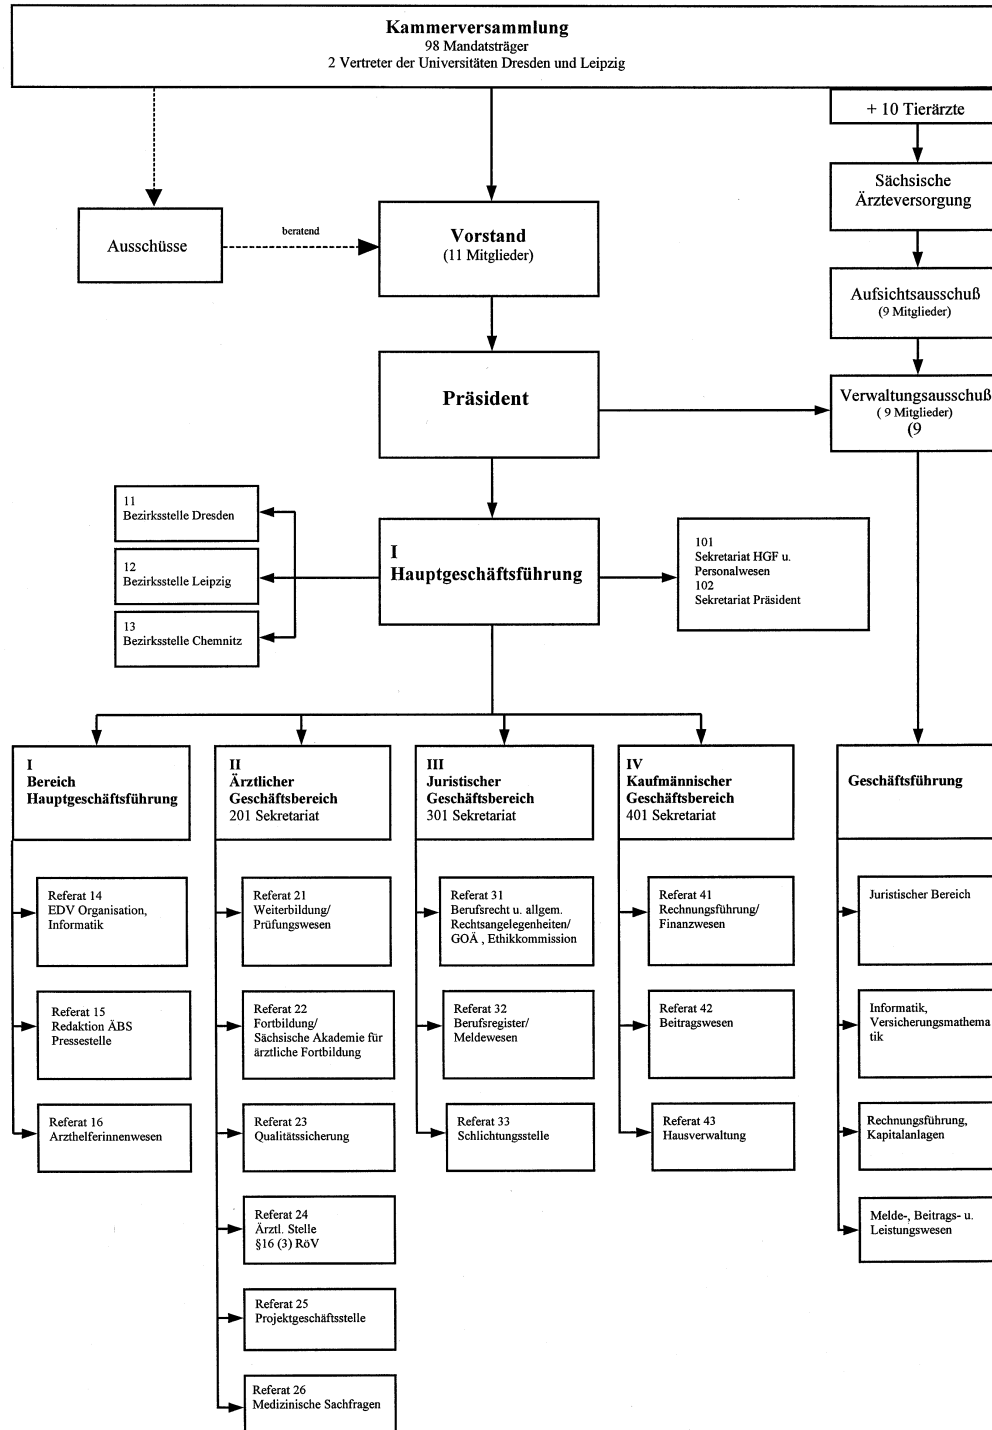 Kammerversammlung
98 Mandatsträger
2 Vertreter der Universitäten Dresden und Leipzig
+ 10 Tierärzte
Sächsische
Ärzteversorgung
Ausschüsse
beratend
Vorstand
(11 Mitglieder)
Aufsichtsausschuß
(9 Mitglieder)
Präsident
Verwaltungsausschuß
( 9 Mitglieder)
(9
11
Bezirksstelle Dresden
12
Bezirksstelle Leipzig
13
Bezirksstelle Chemnitz
I
Hauptgeschäftsführung
101
Sekretariat HGF u.
Personalwesen
102
Sekretariat Präsident
I
Bereich
Hauptgeschäftsführung
II
Ärztlicher
Geschäftsbereich
201 Sekretariat
III
Juristischer
Geschäftsbereich
301 Sekretariat
IV
Kaufmännischer
Geschäftsbereich
401 Sekretariat
Geschäftsführung
Referat 14
EDV Organisation,
Informatik
Referat 15
Redaktion ÄBS
Pressestelle
Referat 16
Arzthelferinnenwesen
Referat 21
Weiterbildung/
Prüfungswesen
Referat 22
Fortbildung/
Sächsische Akademie für
ärztliche Fortbildung
Referat 23
Qualitätssicherung
Referat 24
Ärztl. Stelle
§16 (3) RöV
Referat 25
Projektgeschäftsstelle
Referat 26
Medizinische Sachfragen
Referat 31
Berufsrecht u. allgem.
Rechtsangelegenheiten/
GOÄ , Ethikkommission
Referat 32
Berufsregister/
Meldewesen
Referat 33
Schlichtungsstelle
Referat 41
Rechnungsführung/
Finanzwesen
Referat 42
Beitragswesen
Referat 43
Hausverwaltung
Juristischer Bereich
Informatik,
Versicherungsmathema
tik
Rechnungsführung,
Kapitalanlagen
Melde-, Beitrags- u.
Leistungswesen